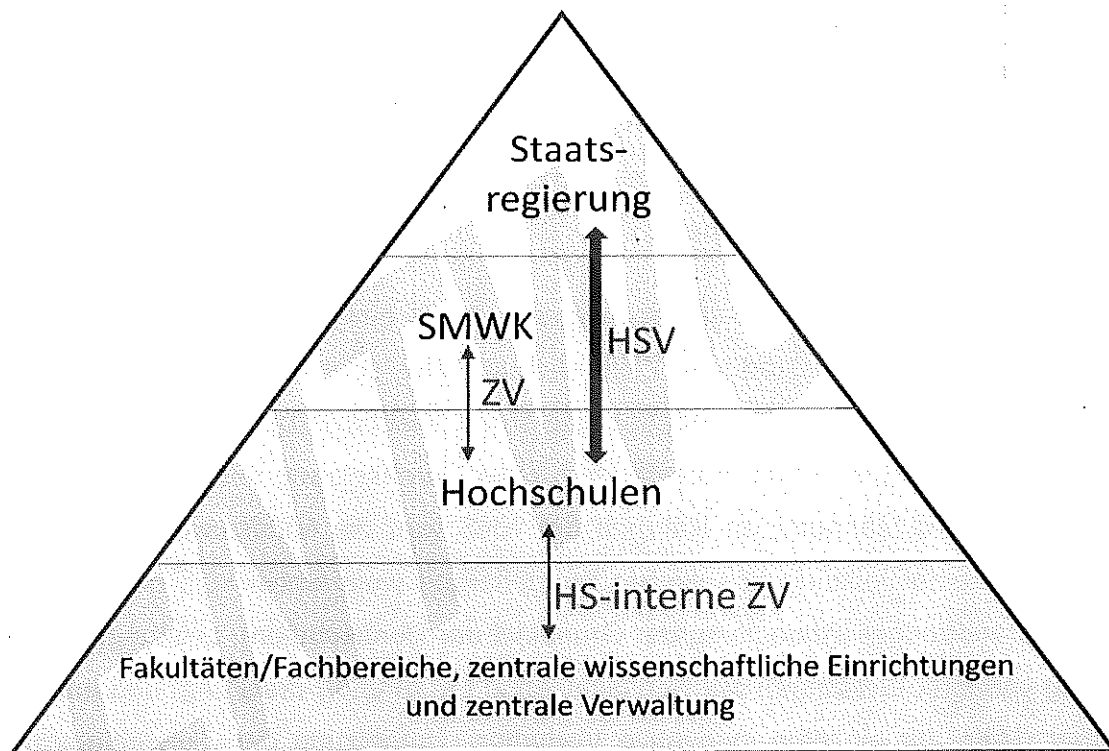 Staats-
regierung
SMWK
HSV
ZV
Hochschulen
HS-interne ZV
Fakultäten/Fachbereiche, zentrale wissenschaftliche Einrichtungen
und zentrale Verwaltung